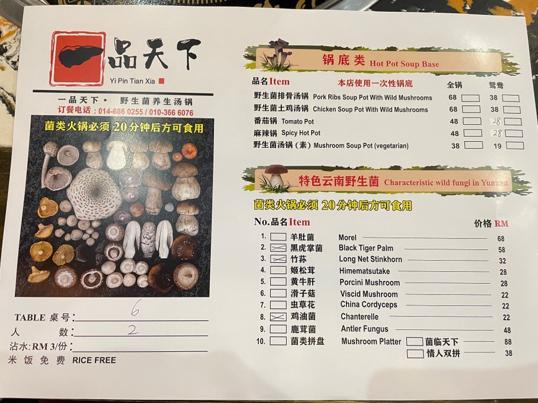 一品天下
Yi Pin Tian Xia
一品天下 · 野生菌养生汤锅
订餐电话：014-686 0255 / 010-366 6076
菌类火锅必须 20 分钟后方可食用
TABLE 桌号： 6
人 数： 2
沾水: RM 3/份：
米 饭 免 费 RICE FREE
锅底类 Hot Pot Soup Base
品名 Item 本店使用一次性锅底 全锅 鸳鸯
野生菌排骨汤锅 Pork Ribs Soup Pot With Wild Mushrooms 68 38
野生菌土鸡汤锅 Chicken Soup Pot With Wild Mushrooms 68 38
番茄锅 Tomato Pot 48 28
麻辣锅 Spicy Hot Pot 48 28
野生菌汤锅（素）Mushroom Soup Pot (vegetarian) 38 19
特色云南野生菌 Characteristic wild fungi in Yunnan
菌类火锅必须 20分钟后方可食用
No. 品名 Item 价格 RM
1. 羊肚菌 Morel 68
2. 黑虎掌菌 Black Tiger Palm 58
3. 竹荪 Long Net Stinkhorn 32
4. 姬松茸 Himematsutake 28
5. 黄牛肝 Porcini Mushroom 28
6. 滑子菇 Viscid Mushroom 22
7. 虫草花 China Cordyceps 22
8. 鸡油菌 Chanterelle 22
9. 鹿茸菌 Antler Fungus 48
10. 菌类拼盘 Mushroom Platter 菌临天下 88
情人双拼 38